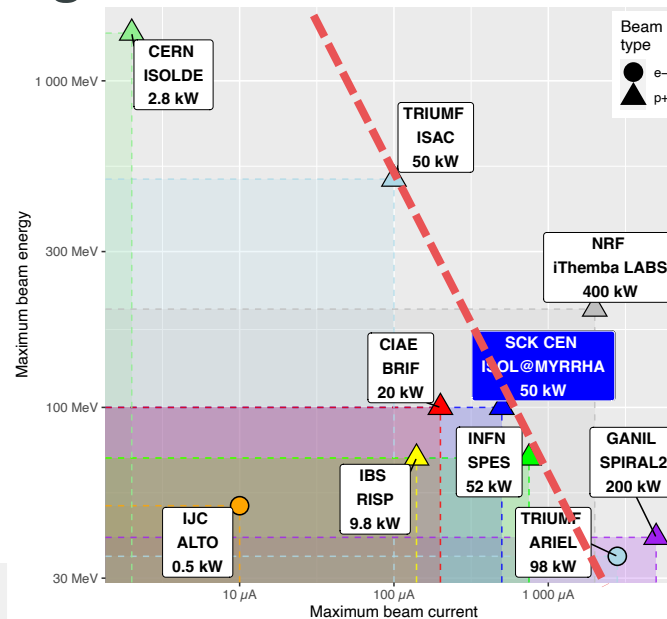 Beam
type
e−
p+
CERN
ISOLDE
2.8 kW
1 000 MeV
TRIUMF
ISAC
50 kW
300 MeV
NRF
iThemba LABS
400 kW
Maximum beam energy
CIAE
BRIF
20 kW
SCK CEN
ISOL@MYRRHA
50 kW
100 MeV
INFN
SPES
52 kW
GANIL
SPIRAL2
200 kW
IBS
RISP
9.8 kW
IJC
ALTO
0.5 kW
TRIUMF
ARIEL
98 kW
30 MeV
10 µA
100 µA
1 000 µA
Maximum beam current